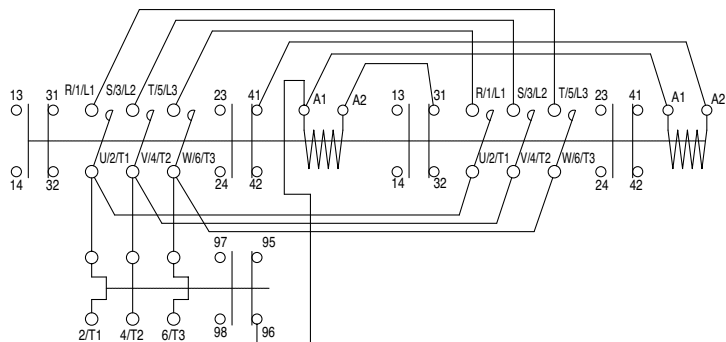 13 31 R/1/L1 S/3/L2 T/5/L3 23 41 A1 A2 13 31 R/1/L1 S/3/L2 T/5/L3 23 41 A1 A2
14 32 U/2/T1 V/4/T2 W/6/T3 24 42 14 32 U/2/T1 V/4/T2 W/6/T3 24 42
97 95
2/T1 4/T2 6/T3 98 96